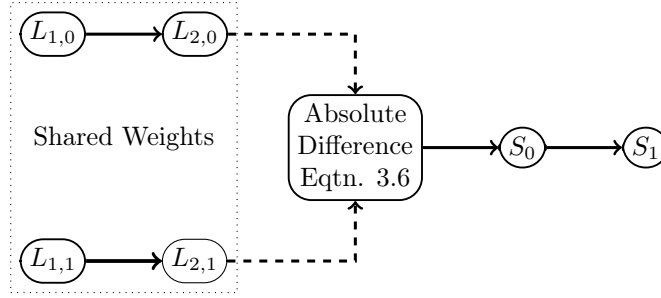 L1,0 L2,0
Shared Weights
Absolute
Difference
Eqtn. 3.6
S0 S1
L1,1 L2,1